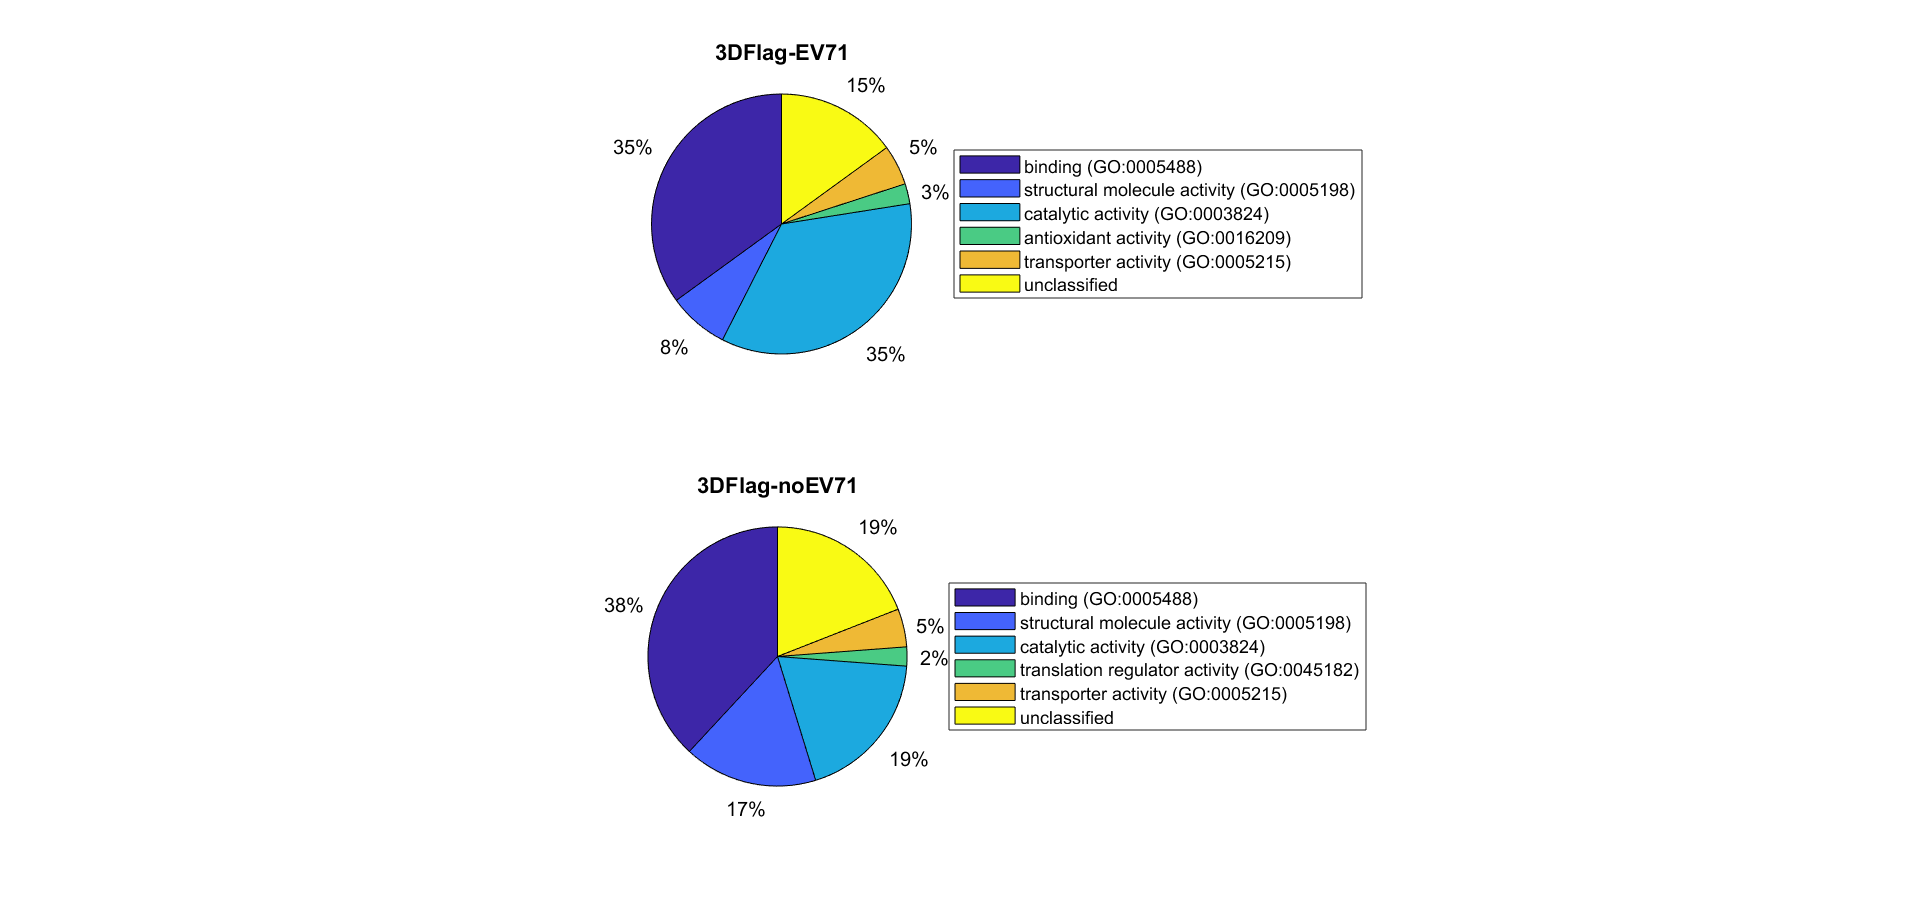 3DFlag-EV71
15%
35%
5%
3%
8%
35%
binding (GO:0005488)
structural molecule activity (GO:0005198)
catalytic activity (GO:0003824)
antioxidant activity (GO:0016209)
transporter activity (GO:0005215)
unclassified
3DFlag-noEV71
19%
38%
5%
2%
19%
17%
binding (GO:0005488)
structural molecule activity (GO:0005198)
catalytic activity (GO:0003824)
translation regulator activity (GO:0045182)
transporter activity (GO:0005215)
unclassified